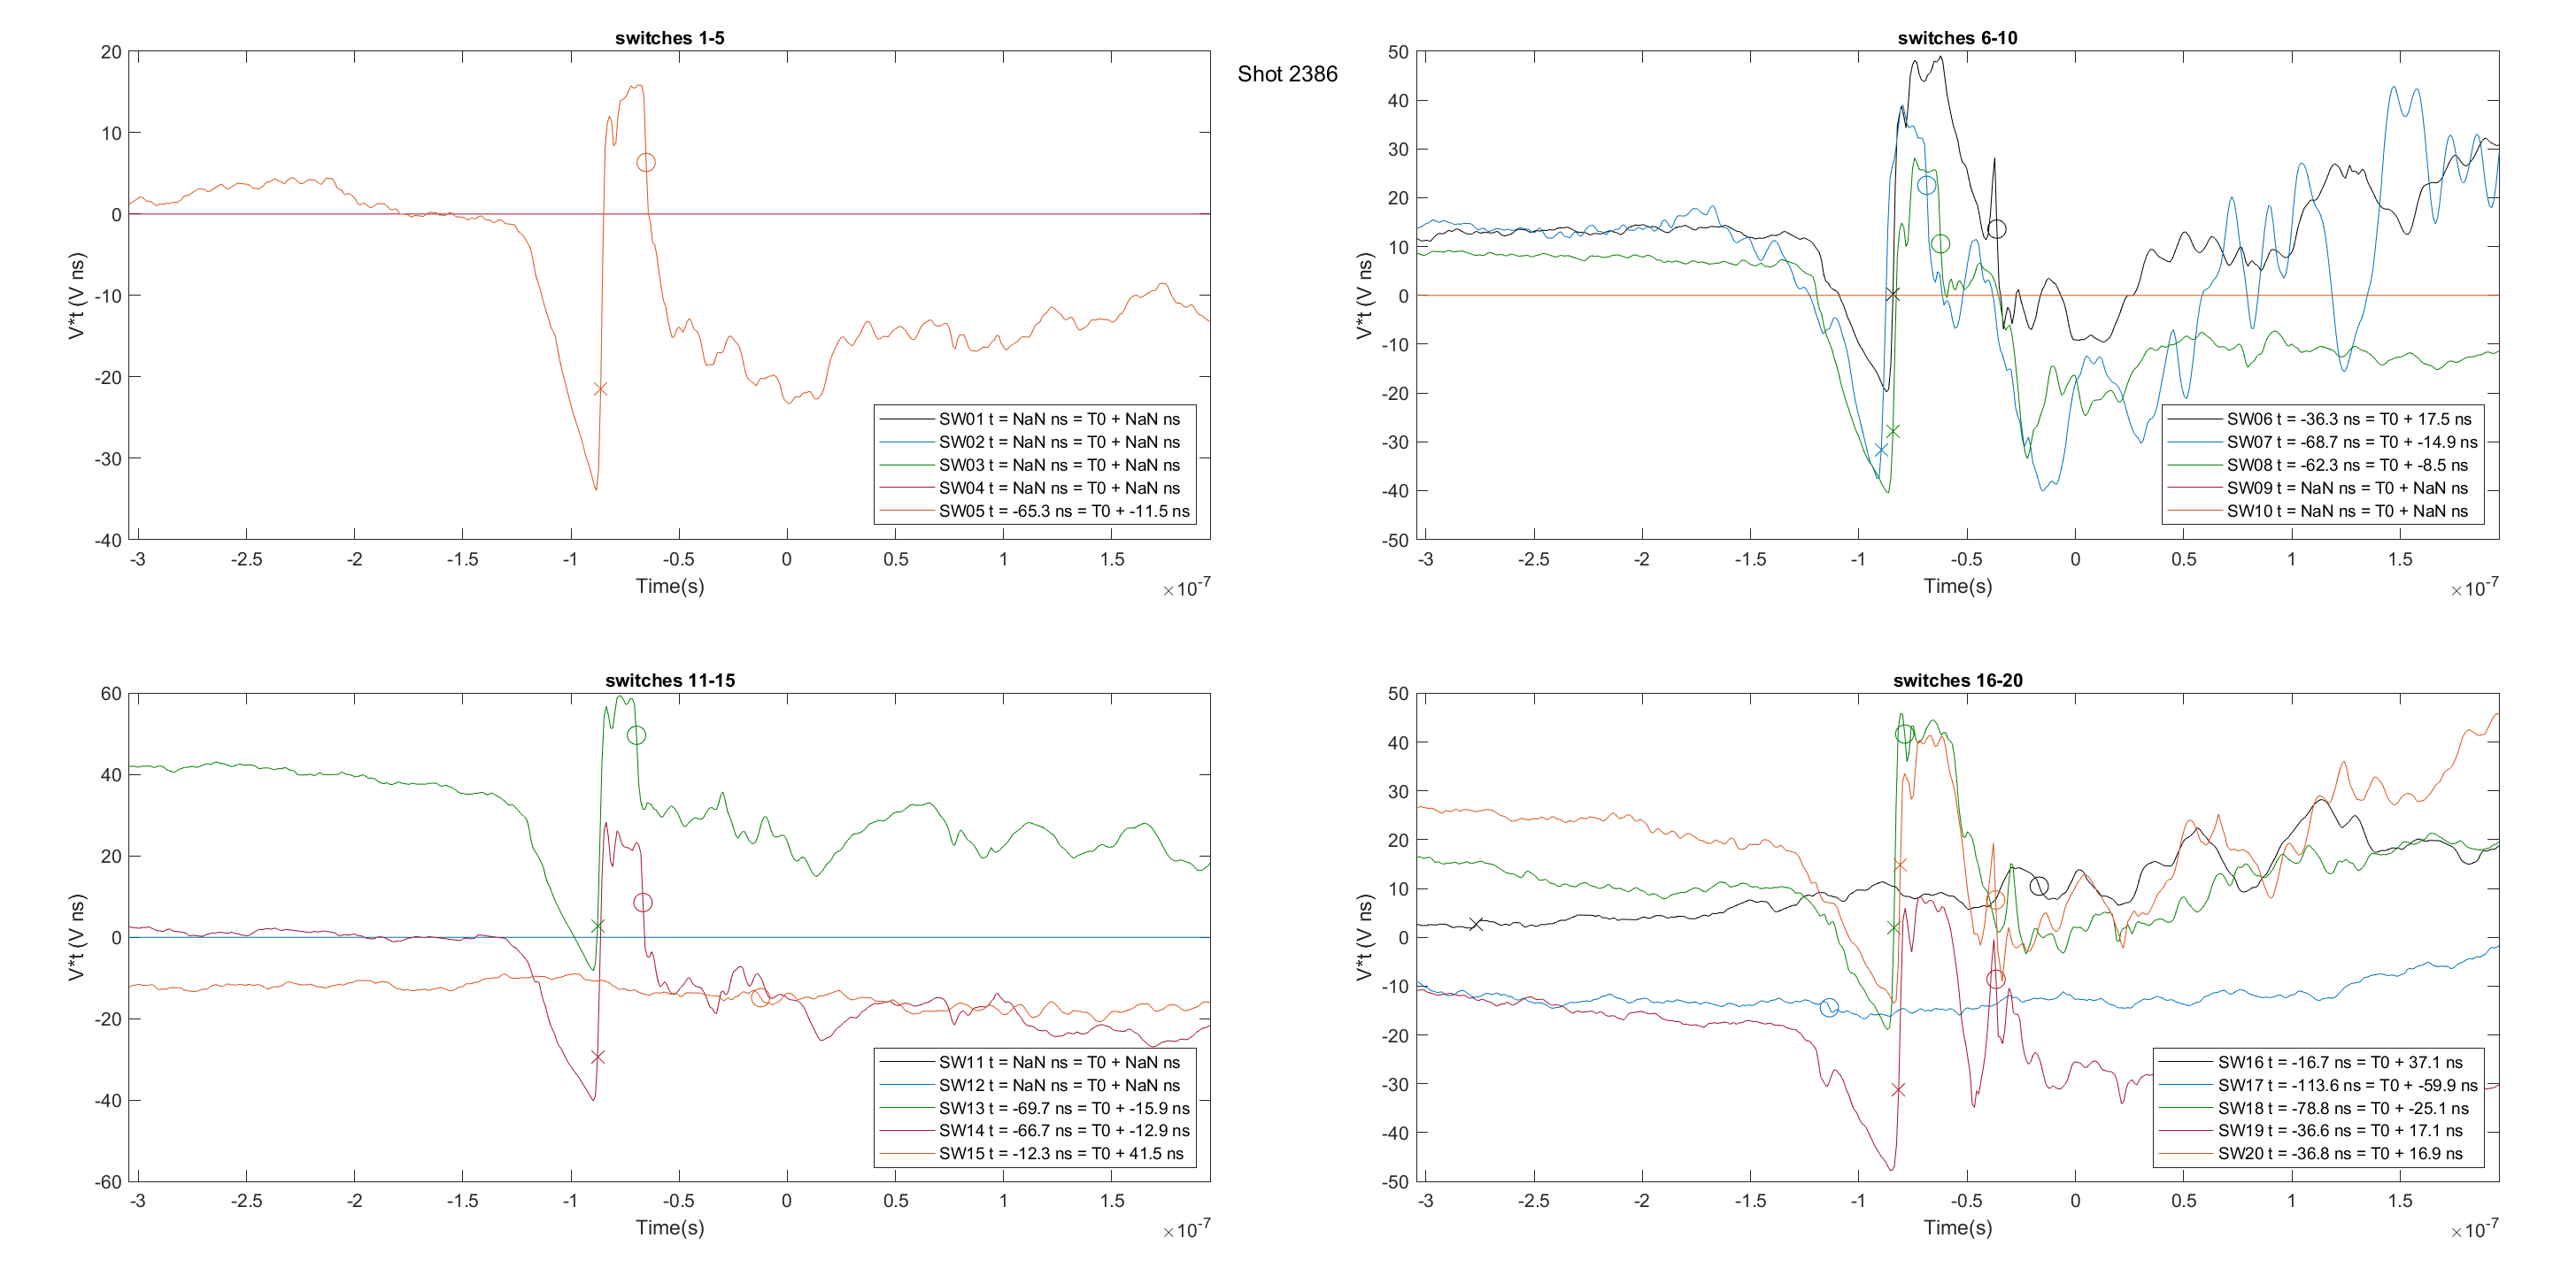 Shot 2386
switches 1-5
20
10
0
-10
-20
-30
-40
V*t (V ns)
-3 -2.5 -2 -1.5 -1 -0.5 0 0.5 1 1.5
Time(s)
×10-7
SW01 t = NaN ns = T0 + NaN ns
SW02 t = NaN ns = T0 + NaN ns
SW03 t = NaN ns = T0 + NaN ns
SW04 t = NaN ns = T0 + NaN ns
SW05 t = -65.3 ns = T0 + -11.5 ns
switches 6-10
50
40
30
20
10
0
-10
-20
-30
-40
-50
V*t (V ns)
-3 -2.5 -2 -1.5 -1 -0.5 0 0.5 1 1.5
Time(s)
×10-7
SW06 t = -36.3 ns = T0 + 17.5 ns
SW07 t = -68.7 ns = T0 + -14.9 ns
SW08 t = -62.3 ns = T0 + -8.5 ns
SW09 t = NaN ns = T0 + NaN ns
SW10 t = NaN ns = T0 + NaN ns
switches 11-15
60
40
20
0
-20
-40
-60
V*t (V ns)
-3 -2.5 -2 -1.5 -1 -0.5 0 0.5 1 1.5
Time(s)
×10-7
SW11 t = NaN ns = T0 + NaN ns
SW12 t = NaN ns = T0 + NaN ns
SW13 t = -69.7 ns = T0 + -15.9 ns
SW14 t = -66.7 ns = T0 + -12.9 ns
SW15 t = -12.3 ns = T0 + 41.5 ns
switches 16-20
50
40
30
20
10
0
-10
-20
-30
-40
-50
V*t (V ns)
-3 -2.5 -2 -1.5 -1 -0.5 0 0.5 1 1.5
Time(s)
×10-7
SW16 t = -16.7 ns = T0 + 37.1 ns
SW17 t = -113.6 ns = T0 + -59.9 ns
SW18 t = -78.8 ns = T0 + -25.1 ns
SW19 t = -36.6 ns = T0 + 17.1 ns
SW20 t = -36.8 ns = T0 + 16.9 ns